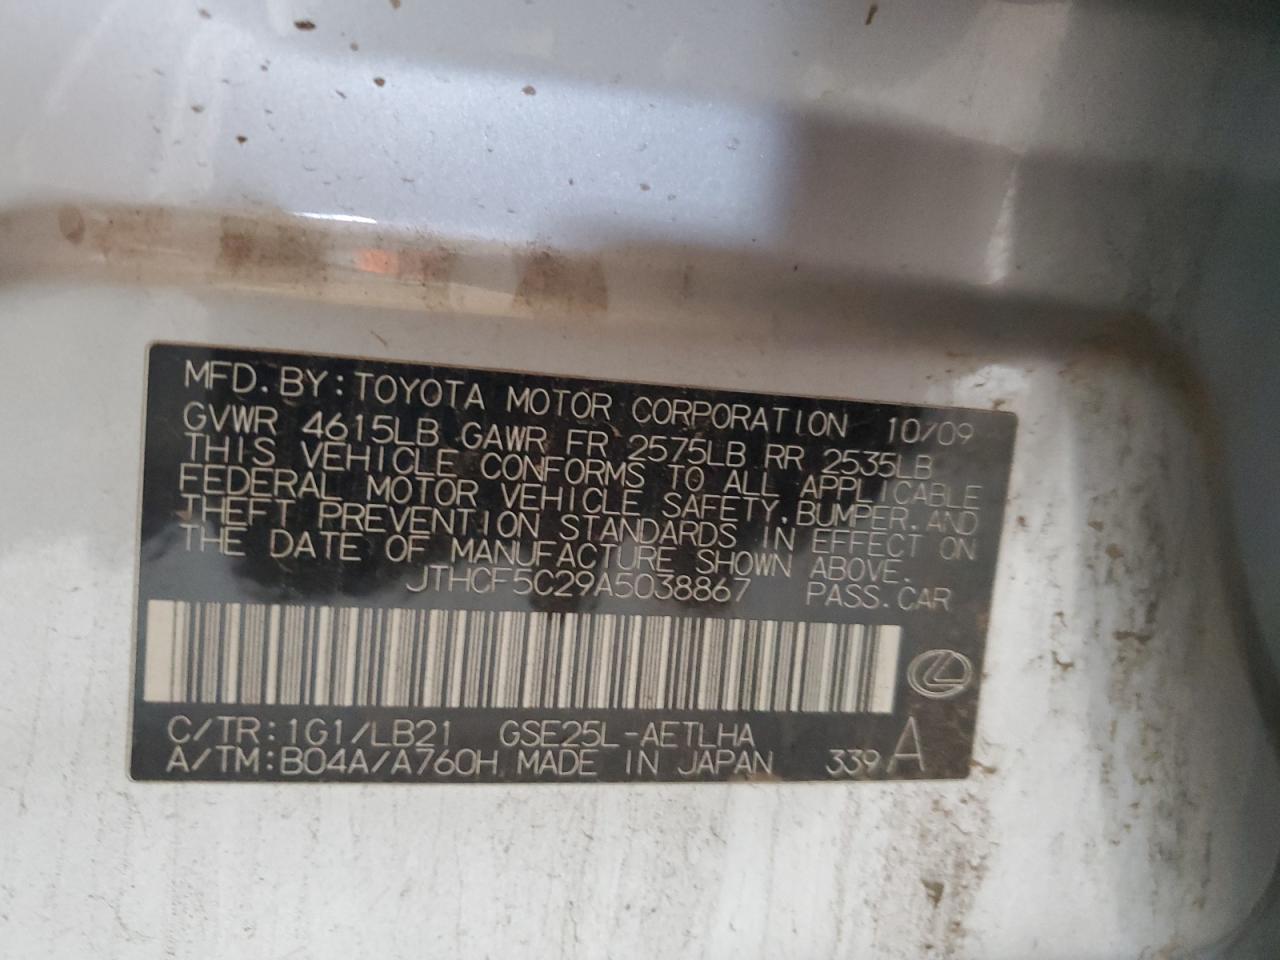 MFD. BY: TOYOTA MOTOR CORPORATION 10/09
GVWR 4615LB GAWR FR 2575LB RR 2535LB
THIS VEHICLE CONFORMS TO ALL APPLICABLE
FEDERAL MOTOR VEHICLE SAFETY, BUMPER, AND
THEFT PREVENTION STANDARDS IN EFFECT ON
THE DATE OF MANUFACTURE SHOWN ABOVE.
JTHCF5C29A5038867 PASS. CAR
C/TR: 1G1/LB21 GSE25L-AETLHA
A/TM: B04A/A760H MADE IN JAPAN 339 A